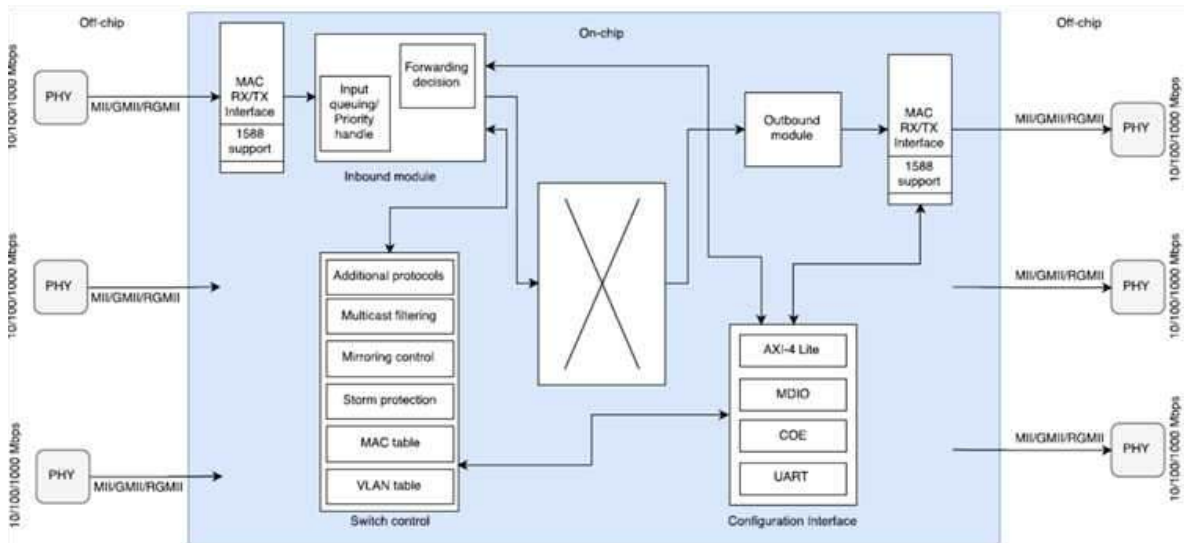 Off-chip
On-chip
Off-chip
10/100/1000 Mbps
PHY
MII/GMII/RGMII
MAC
RX/TX
Interface
1588
support
Input
queuing/
Priority
handle
Forwarding
decision
Inbound module
Outbound
module
MAC
RX/TX
Interface
1588
support
MII/GMII/RGMII
PHY
10/100/1000 Mbps
10/100/1000 Mbps
PHY
MII/GMII/RGMII
Additional protocols
Multicast filtering
Mirroring control
Storm protection
MAC table
VLAN table
Switch control
AXI-4 Lite
MDIO
COE
UART
Configuration Interface
MII/GMII/RGMII
PHY
10/100/1000 Mbps
10/100/1000 Mbps
PHY
MII/GMII/RGMII
MII/GMII/RGMII
PHY
10/100/1000 Mbps